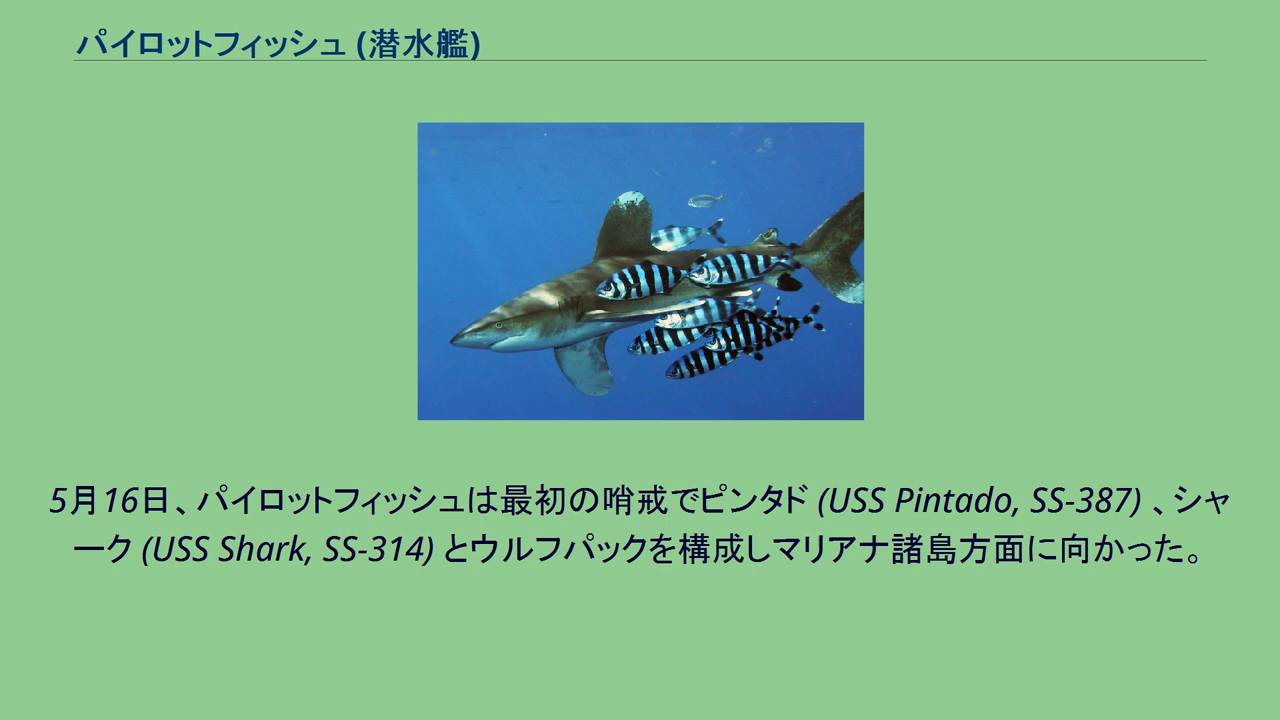 パイロットフィッシュ (潜水艦)
5月16日、パイロットフィッシュは最初の哨戒でピンタド (USS Pintado, SS-387) 、シャ
ーク (USS Shark, SS-314) とウルフパックを構成しマリアナ諸島方面に向かった。